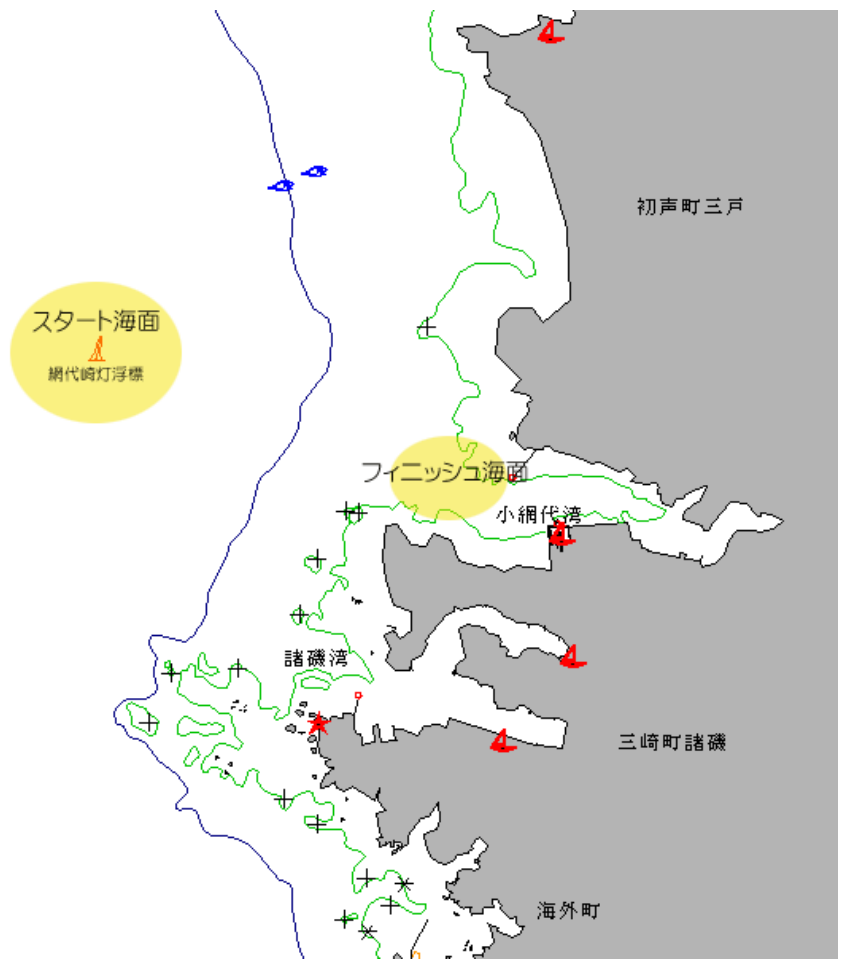 初声町三戸
スタート海面
網代崎灯浮標
フィニッシュ海面
小網代湾
諸磯湾
三崎町諸磯
海外町